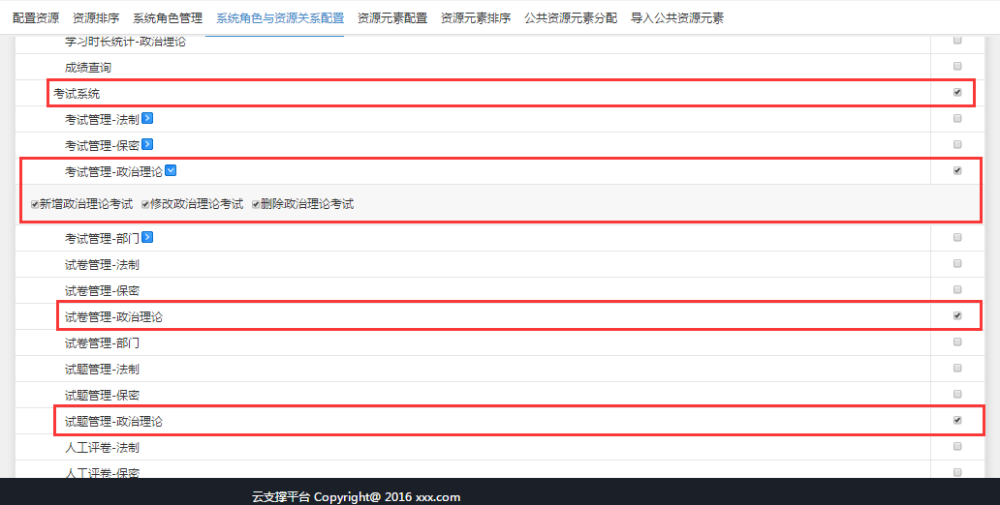 配置资源 资源排序 系统角色管理 系统角色与资源关系配置 资源元素配置 资源元素排序 公共资源元素分配 导入公共资源元素
学习时长统计-政治理论
成绩查询
考试系统
考试管理-法制
考试管理-保密
考试管理-政治理论
新增政治理论考试 修改政治理论考试 删除政治理论考试
考试管理-部门
试卷管理-法制
试卷管理-保密
试卷管理-政治理论
试卷管理-部门
试题管理-法制
试题管理-保密
试题管理-政治理论
人工评卷-法制
人工评卷-保密
云支撑平台 Copyright@ 2016 xxx.com